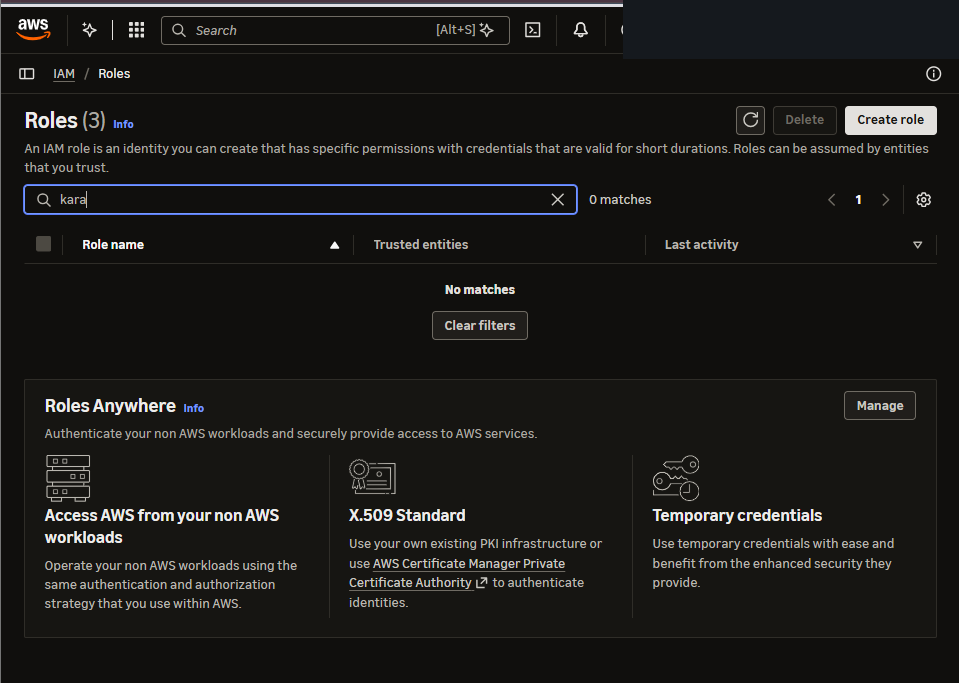 aws
Search [Alt+S]
IAM / Roles
Roles (3) Info
Delete
Create role
An IAM role is an identity you can create that has specific permissions with credentials that are valid for short durations. Roles can be assumed by entities
that you trust.
kara
0 matches
1
Role name
Trusted entities
Last activity
No matches
Clear filters
Roles Anywhere Info
Manage
Authenticate your non AWS workloads and securely provide access to AWS services.
Access AWS from your non AWS
workloads
Operate your non AWS workloads using the
same authentication and authorization
strategy that you use within AWS.
X.509 Standard
Use your own existing PKI infrastructure or
use AWS Certificate Manager Private
Certificate Authority to authenticate
identities.
Temporary credentials
Use temporary credentials with ease and
benefit from the enhanced security they
provide.